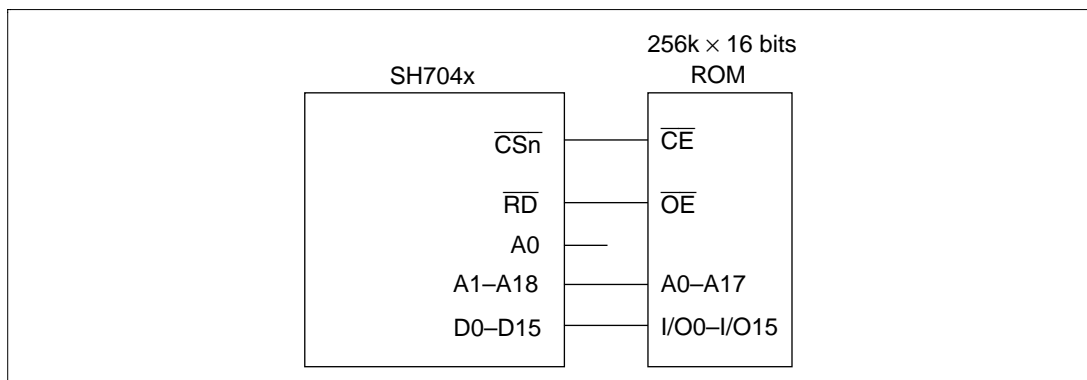 256k × 16 bits
SH704x
ROM
CSn
CE
RD
OE
A0
A1–A18
A0–A17
D0–D15
I/O0–I/O15